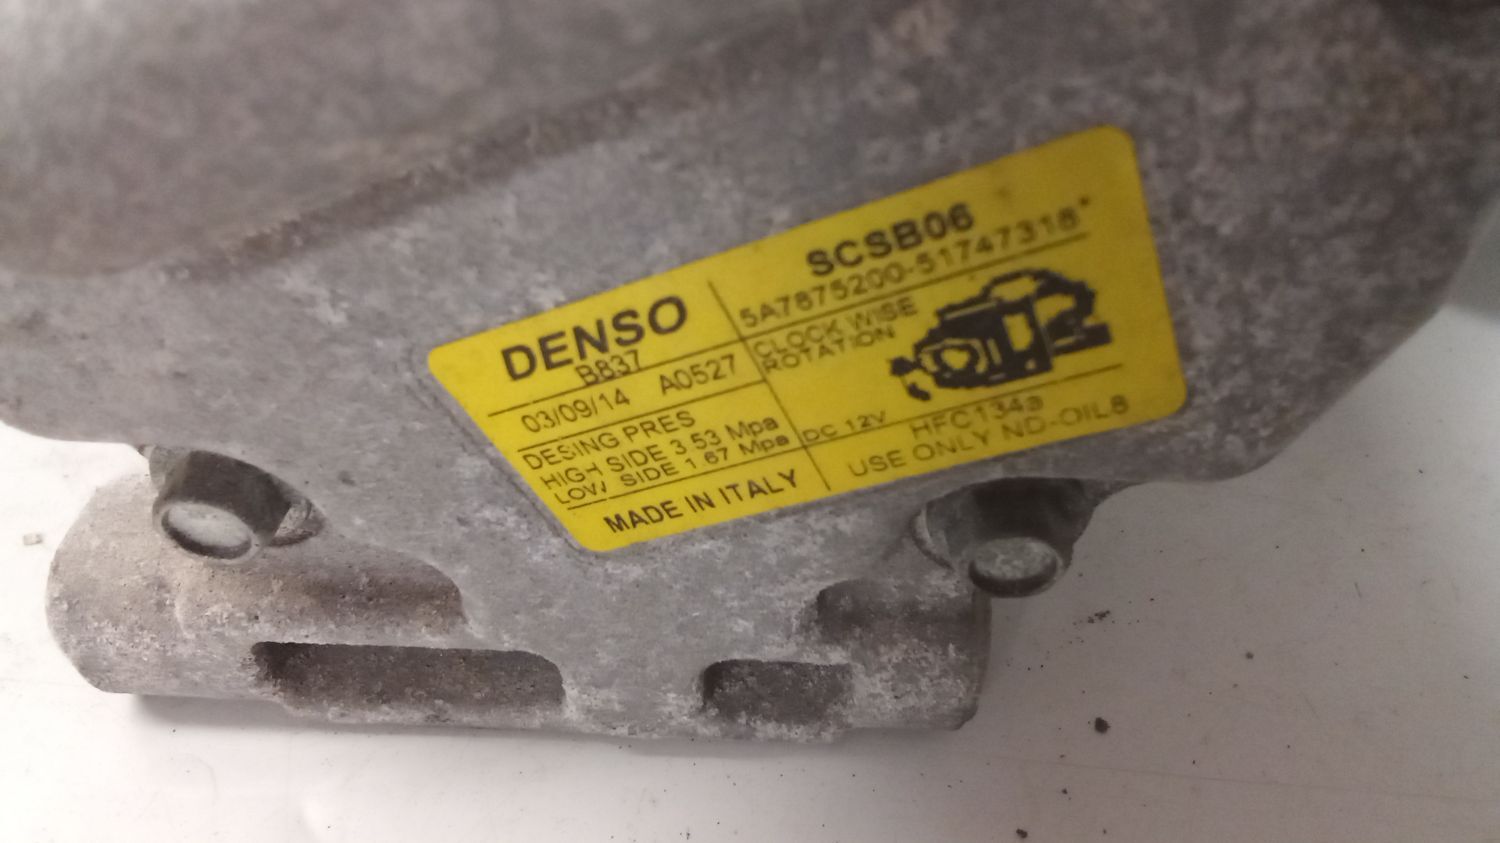 DENSO
B837
03/09/14 A0527
DESING PRES
HIGH SIDE 3.53 Mpa
LOW SIDE 1.67 Mpa
MADE IN ITALY
SCSB06
5A7875200-51747318*
CLOCK WISE
ROTATION
DC 12V
HFC134a
USE ONLY ND-OIL8